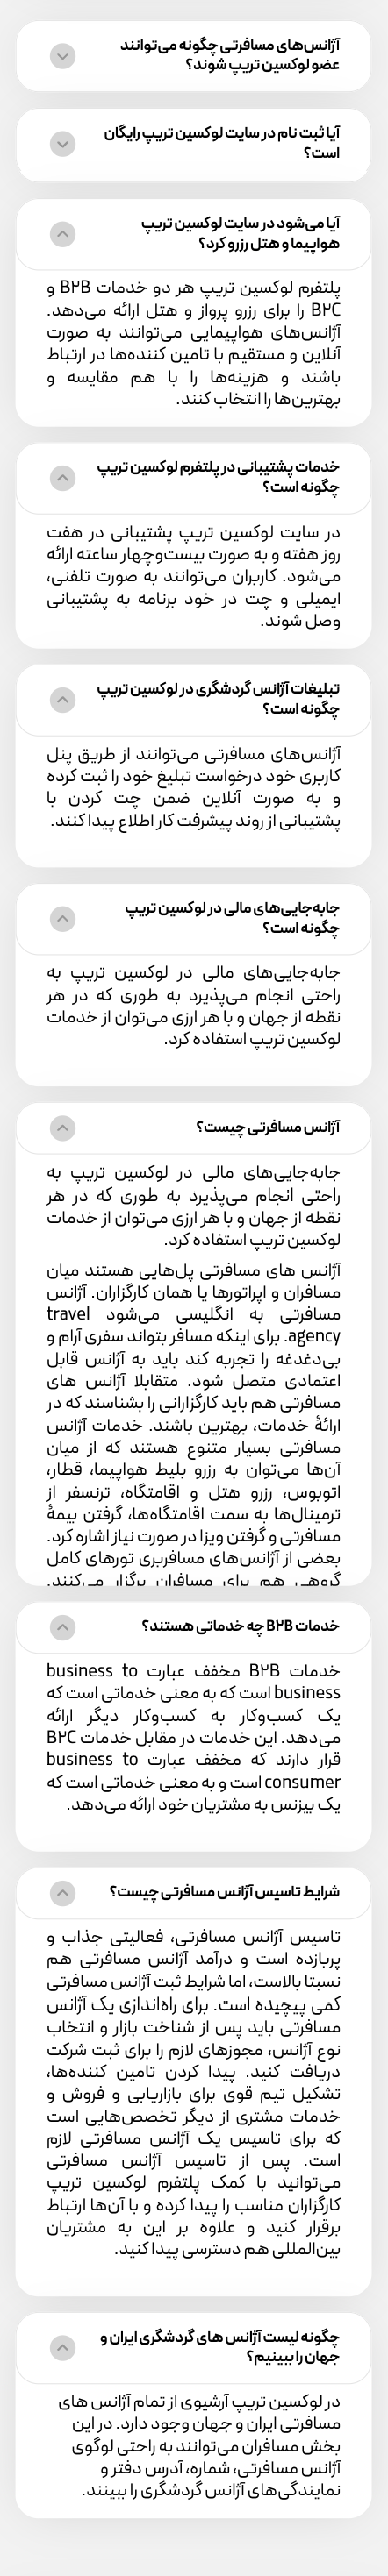 آژانس‌های مسافرتی چگونه می‌توانند
عضو لوکسین تریپ شوند؟
آیا ثبت نام در سایت لوکسین تریپ رایگان
است؟
آیا می‌شود در سایت لوکسین تریپ
هواپیما و هتل رزرو کرد؟
پلتفرم لوکسین تریپ هر دو خدمات B۲B و
B۲C را برای رزرو پرواز و هتل ارائه می‌دهد.
آژانس‌های هواپیمایی می‌توانند به صورت
آنلاین و مستقیم با تامین کننده‌ها در ارتباط
باشند و هزینه‌ها را با هم مقایسه و
بهترین‌ها را انتخاب کنند.
خدمات پشتیبانی در پلتفرم لوکسین تریپ
چگونه است؟
در سایت لوکسین تریپ پشتیبانی در هفت
روز هفته و به صورت بیست‌وچهار ساعته ارائه
می‌شود. کاربران می‌توانند به صورت تلفنی،
ایمیلی و چت در خود برنامه به پشتیبانی
وصل شوند.
تبلیغات آژانس گردشگری در لوکسین تریپ
چگونه است؟
آژانس‌های مسافرتی می‌توانند از طریق پنل
کاربری خود درخواست تبلیغ خود را ثبت کرده
و به صورت آنلاین ضمن چت کردن با
پشتیبانی از روند پیشرفت کار اطلاع پیدا کنند.
جابه‌جایی‌های مالی در لوکسین تریپ
چگونه است؟
جابه‌جایی‌های مالی در لوکسین تریپ به
راحتی انجام می‌پذیرد به طوری که در هر
نقطه از جهان و با هر ارزی می‌توان از خدمات
لوکسین تریپ استفاده کرد.
آژانس مسافرتی چیست؟
جابه‌جایی‌های مالی در لوکسین تریپ به
راحتی انجام می‌پذیرد به طوری که در هر
نقطه از جهان و با هر ارزی می‌توان از خدمات
لوکسین تریپ استفاده کرد.
آژانس های مسافرتی پل‌هایی هستند میان
مسافران و اپراتورها یا همان کارگزاران. آژانس
مسافرتی به انگلیسی می‌شود travel
agency. برای اینکه مسافر بتواند سفری آرام و
بی‌دغدغه را تجربه کند باید به آژانس قابل
اعتمادی متصل شود. متقابلا آژانس های
مسافرتی هم باید کارگزارانی را بشناسند که در
ارائهٔ خدمات، بهترین باشند. خدمات آژانس
مسافرتی بسیار متنوع هستند که از میان
آن‌ها می‌توان به رزرو بلیط هواپیما، قطار،
اتوبوس، رزرو هتل و اقامتگاه، ترنسفر از
ترمینال‌ها به سمت اقامتگاه‌ها، گرفتن بیمهٔ
مسافرتی و گرفتن ویزا در صورت نیاز اشاره کرد.
بعضی از آژانس‌های مسافربری تورهای کامل
گروهی هم برای مسافران برگزار می‌کنند.
خدمات B۲B چه خدماتی هستند؟
خدمات B۲B مخفف عبارت business to
business است که به معنی خدماتی است که
یک کسب‌وکار به کسب‌وکار دیگر ارائه
می‌دهد. این خدمات در مقابل خدمات B۲C
قرار دارند که مخفف عبارت business to
consumer است و به معنی خدماتی است که
یک بیزنس به مشتریان خود ارائه می‌دهد.
شرایط تاسیس آژانس مسافرتی چیست؟
تاسیس آژانس مسافرتی، فعالیتی جذاب و
پربازده است و درآمد آژانس مسافرتی هم
نسبتا بالاست، اما شرایط ثبت آژانس مسافرتی
کمی پیچیده است. برای راه‌اندازی یک آژانس
مسافرتی باید پس از شناخت بازار و انتخاب
نوع آژانس، مجوزهای لازم را برای ثبت شرکت
دریافت کنید. پیدا کردن تامین کننده‌ها،
تشکیل تیم قوی برای بازاریابی و فروش و
خدمات مشتری از دیگر تخصص‌هایی است
که برای تاسیس یک آژانس مسافرتی لازم
است. پس از تاسیس آژانس مسافرتی
می‌توانید با کمک پلتفرم لوکسین تریپ
کارگزاران مناسب را پیدا کرده و با آن‌ها ارتباط
برقرار کنید و علاوه بر این به مشتریان
بین‌المللی هم دسترسی پیدا کنید.
چگونه لیست آژانس های گردشگری ایران و
جهان را ببینیم؟
در لوکسین تریپ آرشیوی از تمام آژانس های
مسافرتی ایران و جهان وجود دارد. در این
بخش مسافران می‌توانند به راحتی لوگوی
آژانس مسافرتی، شماره، آدرس دفتر و
نمایندگی‌های آژانس گردشگری را ببینند.